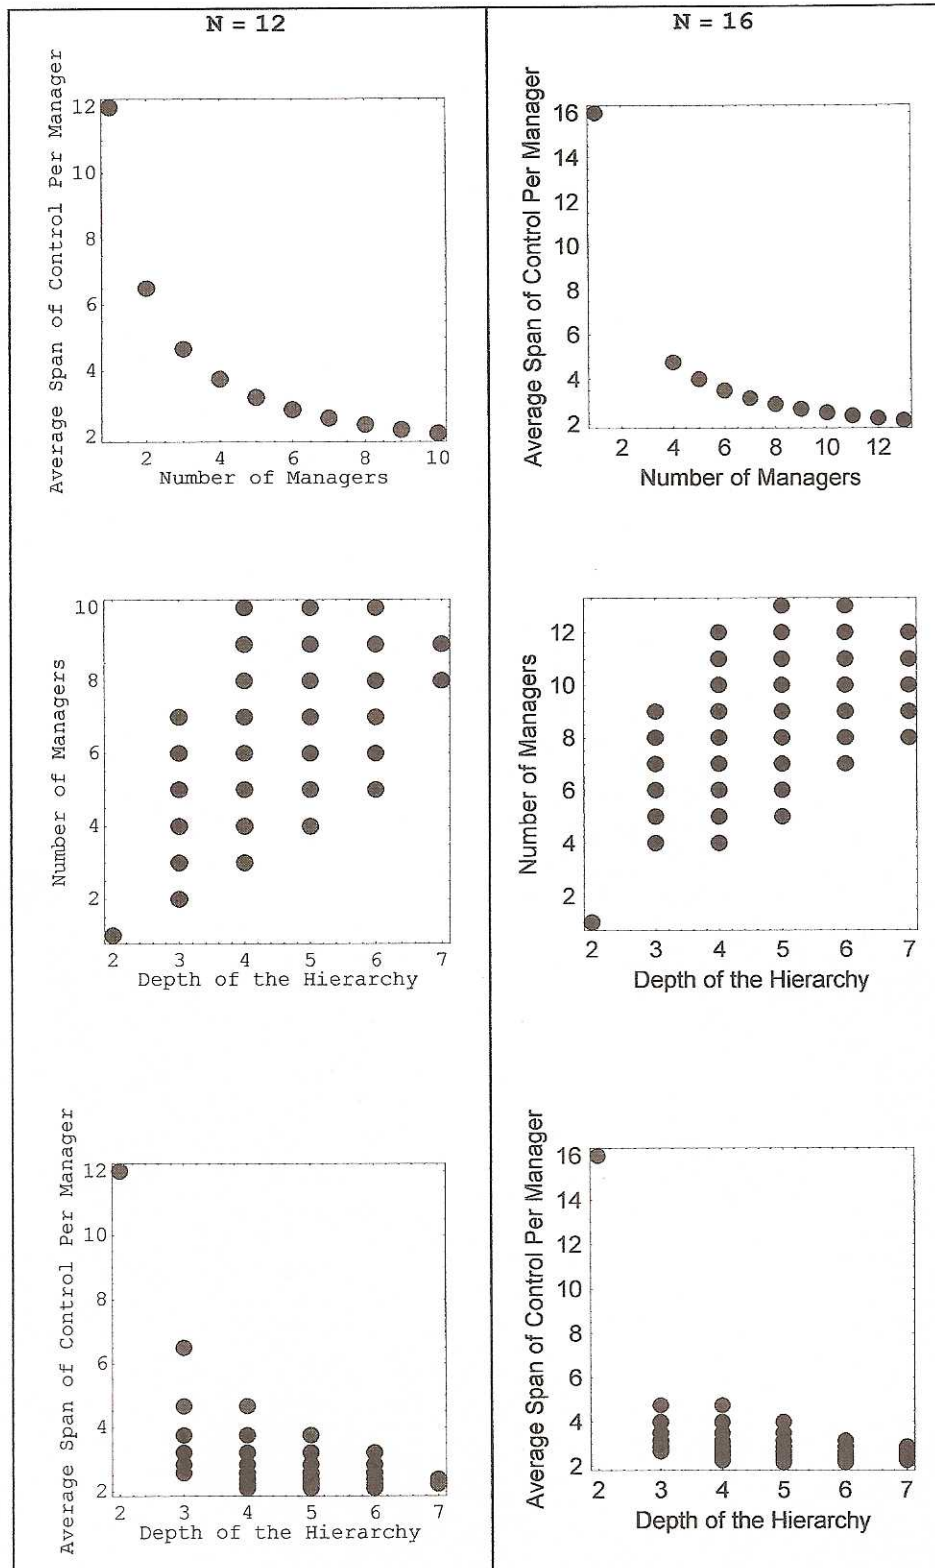 N = 12
Average Span of Control Per Manager
12
10
8
6
4
2
2 4 6 8 10
Number of Managers
Number of Managers
10
8
6
4
2
2 3 4 5 6 7
Depth of the Hierarchy
Average Span of Control Per Manager
12
10
8
6
4
2
2 3 4 5 6 7
Depth of the Hierarchy
N = 16
Average Span of Control Per Manager
16
14
12
10
8
6
4
2
2 4 6 8 10 12
Number of Managers
Number of Managers
12
10
8
6
4
2
2 3 4 5 6 7
Depth of the Hierarchy
Average Span of Control Per Manager
16
14
12
10
8
6
4
2
2 3 4 5 6 7
Depth of the Hierarchy